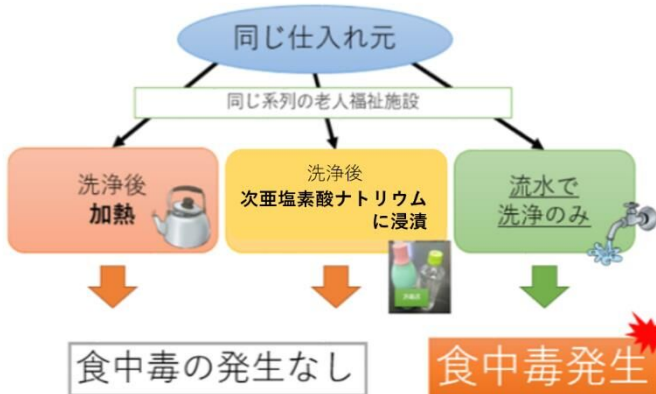 同じ仕入れ元
同じ系列の老人福祉施設
洗浄後
加熱
洗浄後
次亜塩素酸ナトリウム
に浸漬
流水で
洗浄のみ
食中毒の発生なし
食中毒発生